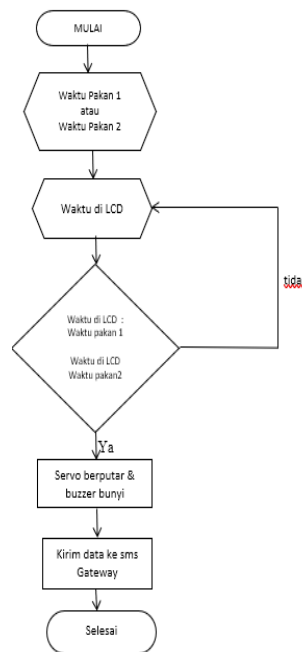 MULAI
Waktu Pakan 1
atau
Waktu Pakan 2
Waktu di LCD
tida
Waktu di LCD :
Waktu pakan 1
Waktu di LCD
Waktu pakan2
Ya
Servo berputar &
buzzer bunyi
Kirim data ke sms
Gateway
Selesai